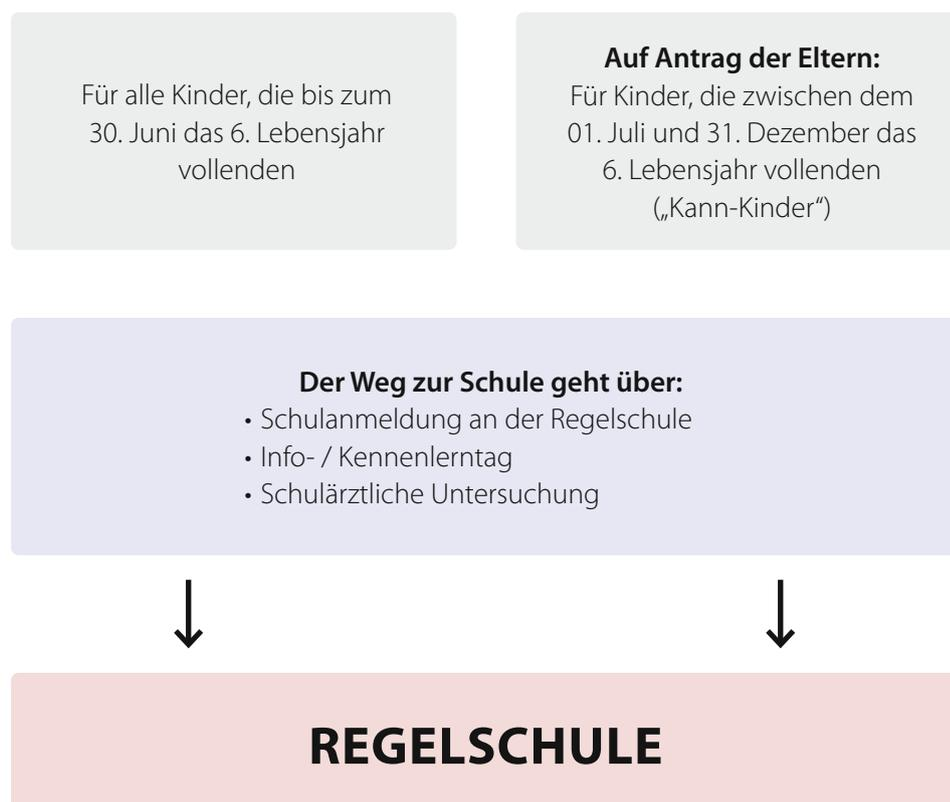 Für alle Kinder, die bis zum
30. Juni das 6. Lebensjahr
vollenden
Auf Antrag der Eltern:
Für Kinder, die zwischen dem
01. Juli und 31. Dezember das
6. Lebensjahr vollenden
(„Kann-Kinder“)
Der Weg zur Schule geht über:
• Schulanmeldung an der Regelschule
• Info- / Kennenlerntag
• Schulärztliche Untersuchung
REGELSCHULE